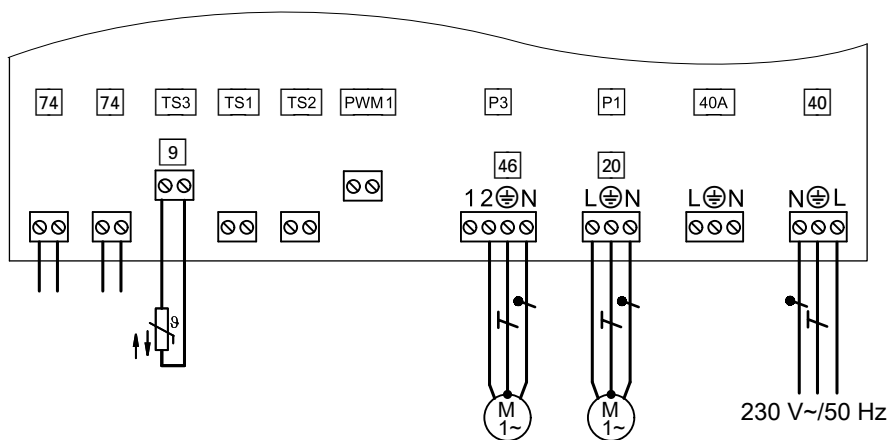 74 74 TS3 TS1 TS2 PWM1 P3 P1 40A 40
9 46 20
1 2 N L N L N N L
ϑ
M M
1~ 1~
230 V~/50 Hz